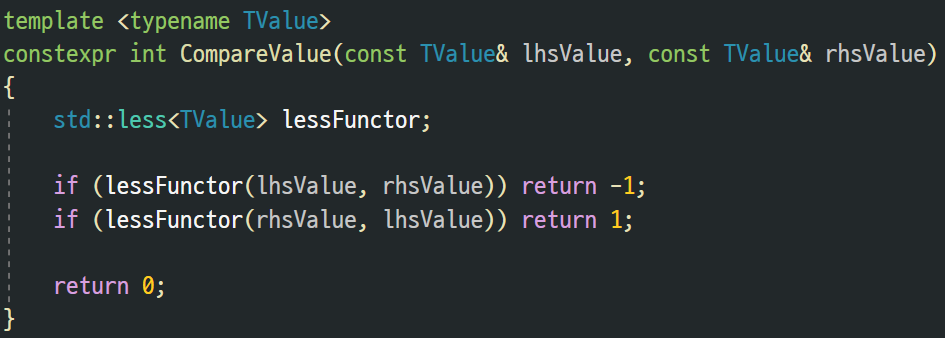 template <typename TValue>
constexpr int CompareValue(const TValue& lhsValue, const TValue& rhsValue)
{
    std::less<TValue> lessFunctor;

    if (lessFunctor(lhsValue, rhsValue)) return -1;
    if (lessFunctor(rhsValue, lhsValue)) return 1;

    return 0;
}